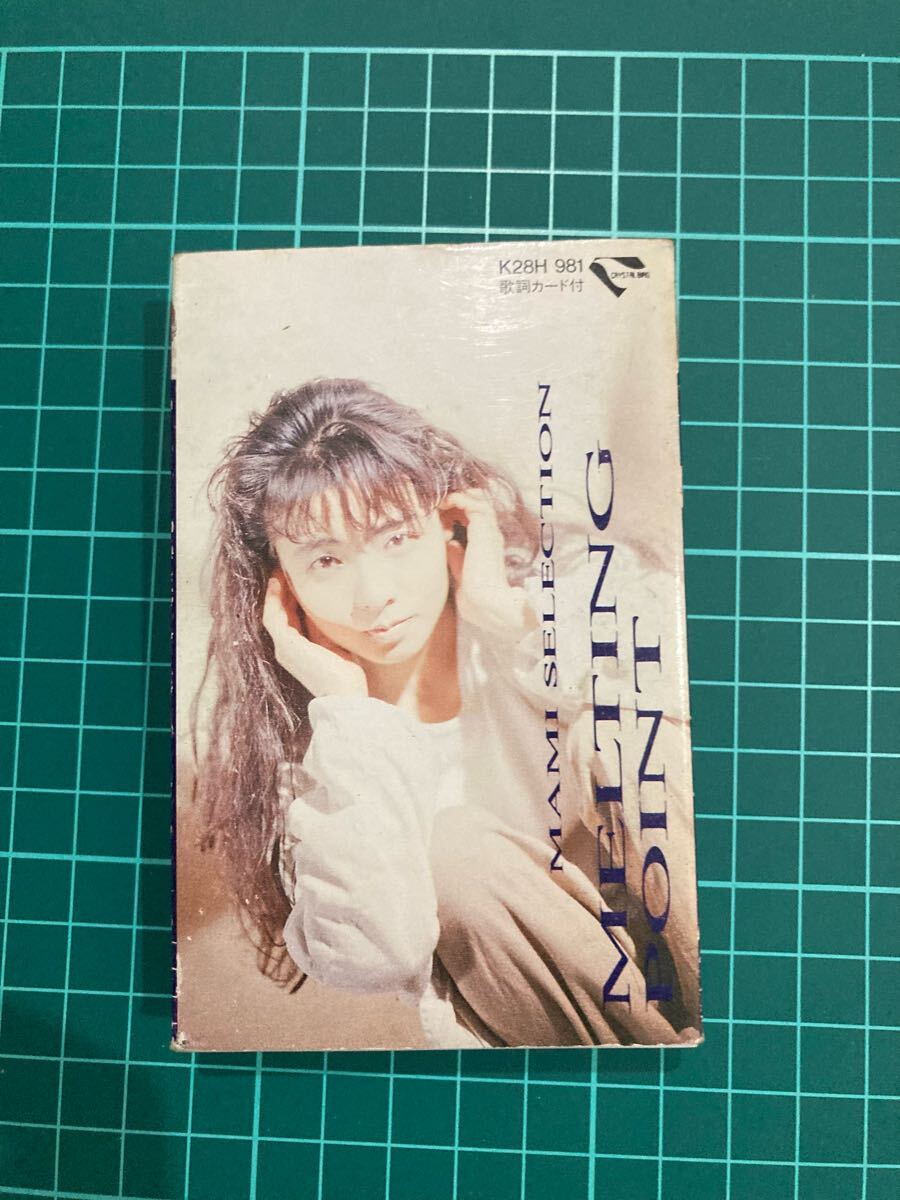 K28H 981
歌詞カード付
CRYSTAL BIRD
MAMI SELECTION
MELTING
POINT